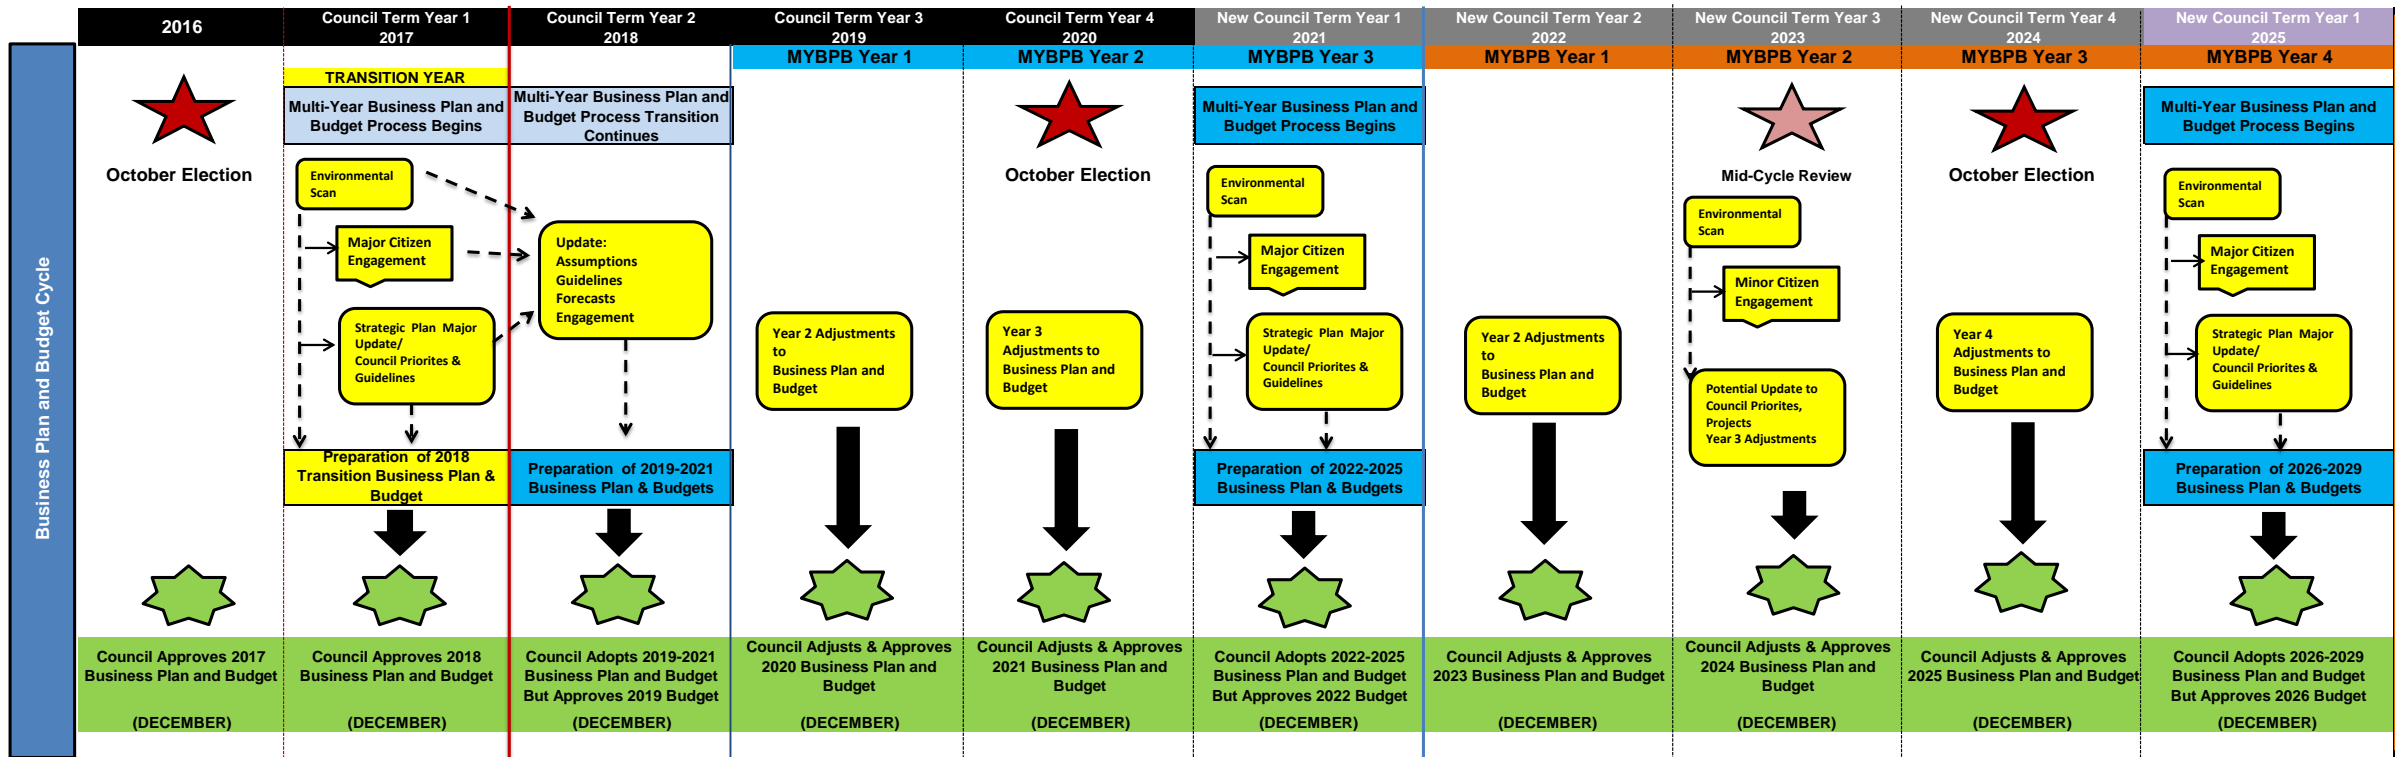 Business Plan and Budget Cycle
2016
October Election
Council Approves 2017
Business Plan and Budget
(DECEMBER)
Council Term Year 1
2017
TRANSITION YEAR
Multi-Year Business Plan and
Budget Process Begins
Environmental
Scan
Major Citizen
Engagement
Strategic Plan Major
Update/
Council Priorites &
Guidelines
Preparation of 2018
Transition Business Plan &
Budget
Council Approves 2018
Business Plan and Budget
(DECEMBER)
Council Term Year 2
2018
Multi-Year Business Plan and
Budget Process Transition
Continues
Update:
Assumptions
Guidelines
Forecasts
Engagement
Preparation of 2019-2021
Business Plan & Budgets
Council Adopts 2019-2021
Business Plan and Budget
But Approves 2019 Budget
(DECEMBER)
Council Term Year 3
2019
MYBPB Year 1
Year 2 Adjustments
to
Business Plan and
Budget
Council Adjusts & Approves
2020 Business Plan and
Budget
(DECEMBER)
Council Term Year 4
2020
MYBPB Year 2
October Election
Year 3
Adjustments to
Business Plan and
Budget
Council Adjusts & Approves
2021 Business Plan and
Budget
(DECEMBER)
New Council Term Year 1
2021
MYBPB Year 3
Multi-Year Business Plan and
Budget Process Begins
Environmental
Scan
Major Citizen
Engagement
Strategic Plan Major
Update/
Council Priorites &
Guidelines
Preparation of 2022-2025
Business Plan & Budgets
Council Adopts 2022-2025
Business Plan and Budget
But Approves 2022 Budget
(DECEMBER)
New Council Term Year 2
2022
MYBPB Year 1
Year 2 Adjustments
to
Business Plan and
Budget
Council Adjusts & Approves
2023 Business Plan and Budget
(DECEMBER)
New Council Term Year 3
2023
MYBPB Year 2
Mid-Cycle Review
Environmental
Scan
Minor Citizen
Engagement
Potential Update to
Council Priorites,
Projects
Year 3 Adjustments
Council Adjusts & Approves
2024 Business Plan and
Budget
(DECEMBER)
New Council Term Year 4
2024
MYBPB Year 3
October Election
Year 4
Adjustments to
Business Plan and
Budget
Council Adjusts & Approves
2025 Business Plan and Budget
(DECEMBER)
New Council Term Year 1
2025
MYBPB Year 4
Multi-Year Business Plan and
Budget Process Begins
Environmental
Scan
Major Citizen
Engagement
Strategic Plan Major
Update/
Council Priorites &
Guidelines
Preparation of 2026-2029
Business Plan & Budgets
Council Adopts 2026-2029
Business Plan and Budget
But Approves 2026 Budget
(DECEMBER)